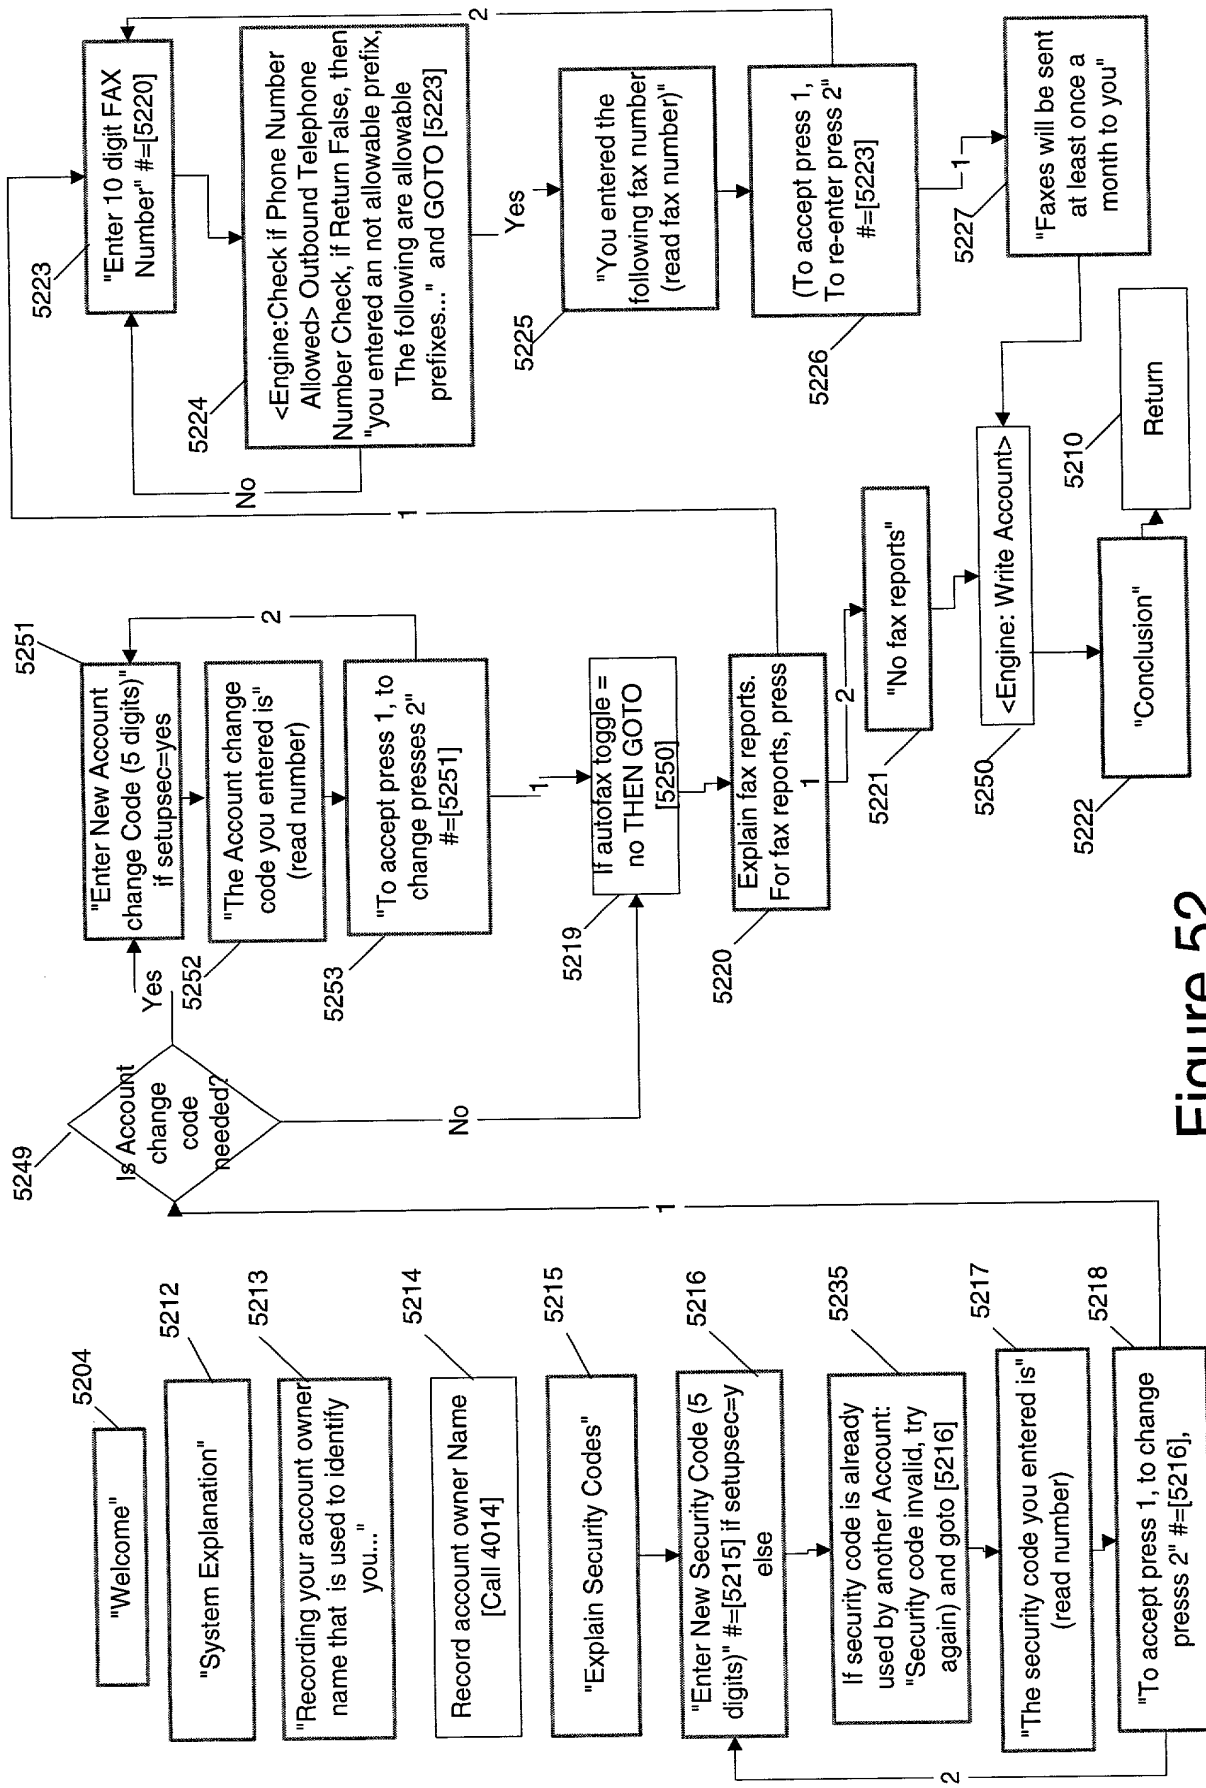 5204
"Welcome"
5212
"System Explanation"
5213
"Recording your account owner
name that is used to identify
you..."
5214
Record account owner Name
[Call 4014]
5215
"Explain Security Codes"
5216
"Enter New Security Code (5
digits)" #=[5215] if setupsec=y
else
5235
If security code is already
used by another Account:
"Security code invalid, try
again) and goto [5216]
5217
"The security code you entered is"
(read number)
5218
"To accept press 1, to change
presss 2" #=[5216],
2
1
5249
Is Account
change
code
needed?
Yes
No
5251
"Enter New Account
change Code (5 digits)"
if setupsec=yes
5252
"The Account change
code you entered is"
(read number)
5253
"To accept press 1, to
change presses 2"
#=[5251]
2
1
5219
If autofax toggle =
no THEN GOTO
[5250]
5220
Explain fax reports.
For fax reports, press
1
1
2
5221
"No fax reports"
5250
<Engine: Write Account>
5222
"Conclusion"
5210
Return
5223
"Enter 10 digit FAX
Number" #=[5220]
5224
<Engine:Check if Phone Number
Allowed> Outbound Telephone
Number Check, if Return False, then
"you entered an not allowable prefix,
The following are allowable
prefixes..." and GOTO [5223]
No
Yes
5225
"You entered the
following fax number
(read fax number)"
5226
(To accept press 1,
To re-enter press 2"
#=[5223]
2
1
5227
"Faxes will be sent
at least once a
month to you"
Figure 52